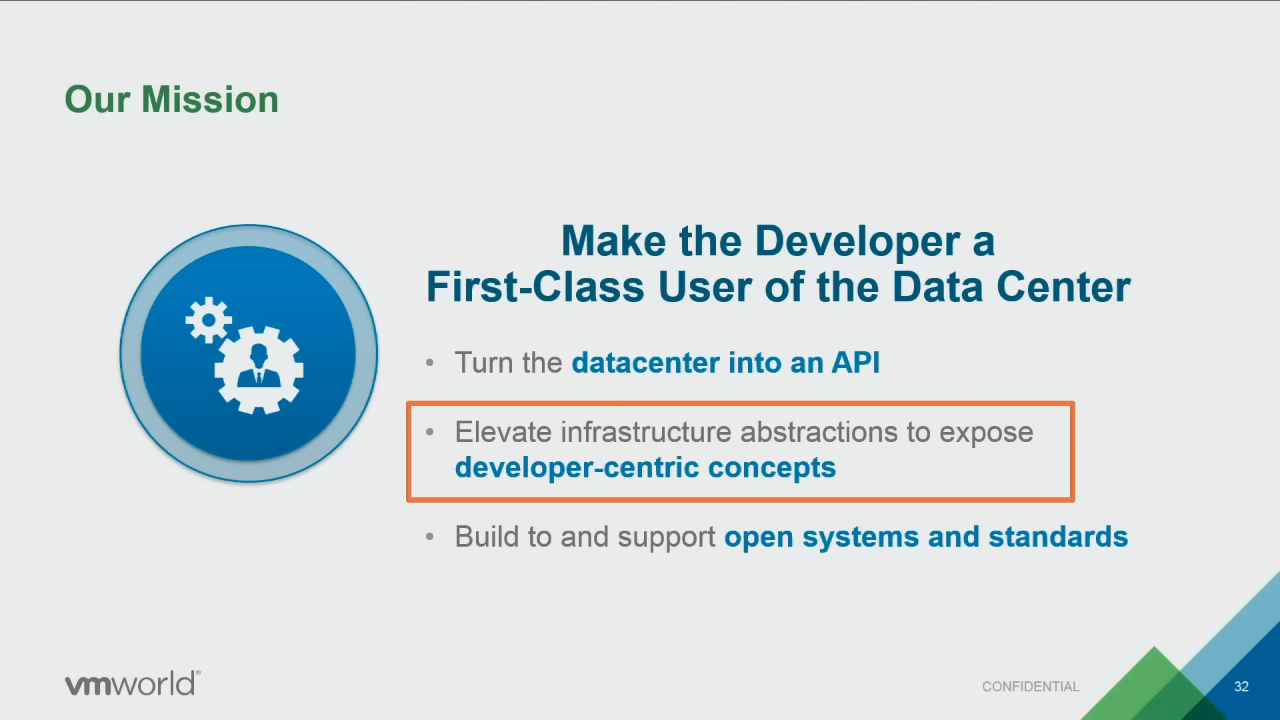 Our Mission
Make the Developer a
First-Class User of the Data Center
• Turn the datacenter into an API
• Elevate infrastructure abstractions to expose
developer-centric concepts
• Build to and support open systems and standards
vmworld®
CONFIDENTIAL
32